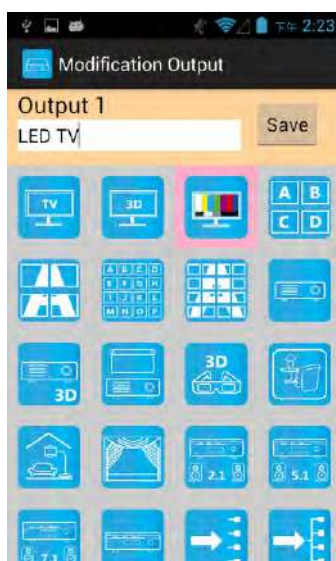 下午 2:23
Modification Output
Output 1
LED TV
Save
TV
3D
A B
C D
A B C D
E F G H
I J K L
M N O P
3D
3D
2.1
5.1
7.1